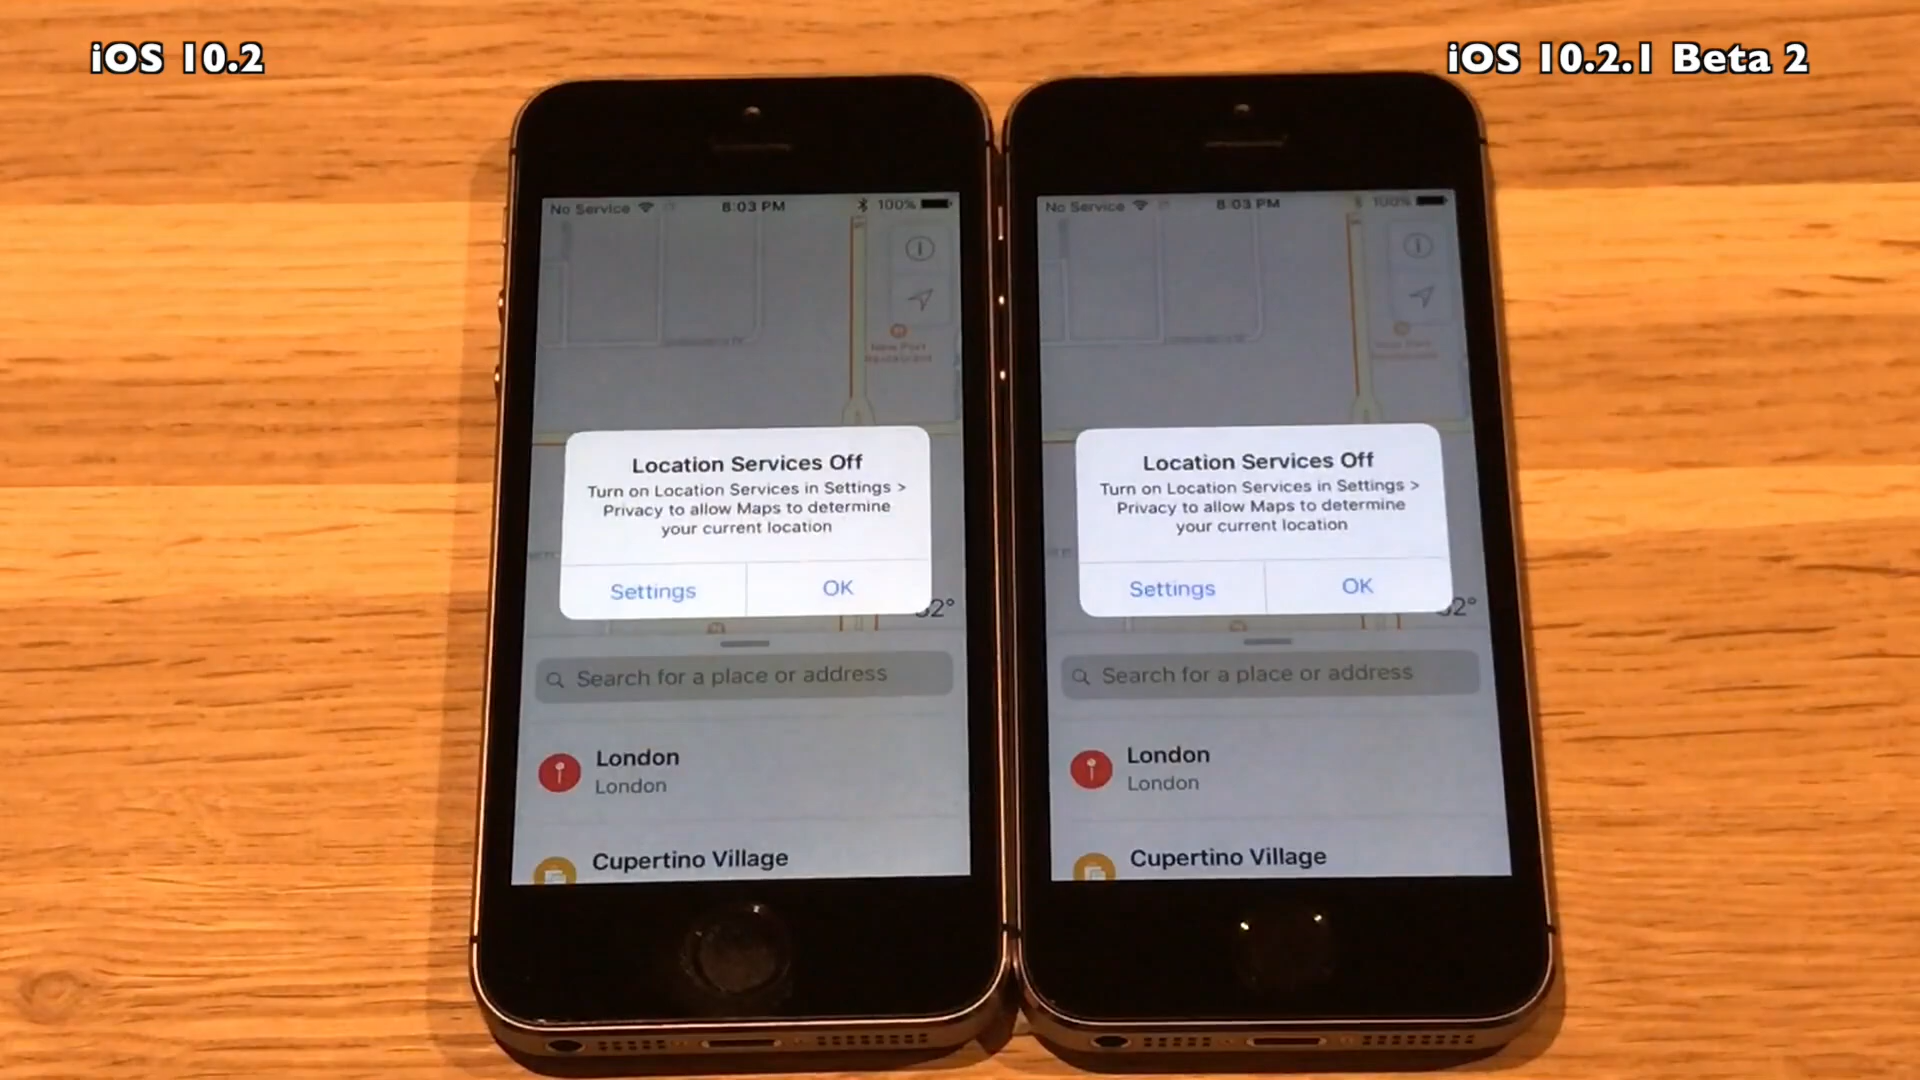 iOS 10.2
iOS 10.2.1 Beta 2
No Service 8:03 PM 100%
Location Services Off
Turn on Location Services in Settings >
Privacy to allow Maps to determine
your current location
Settings OK
2°
Search for a place or address
London
London
Cupertino Village
No Service 8:03 PM 100%
Location Services Off
Turn on Location Services in Settings >
Privacy to allow Maps to determine
your current location
Settings OK
2°
Search for a place or address
London
London
Cupertino Village